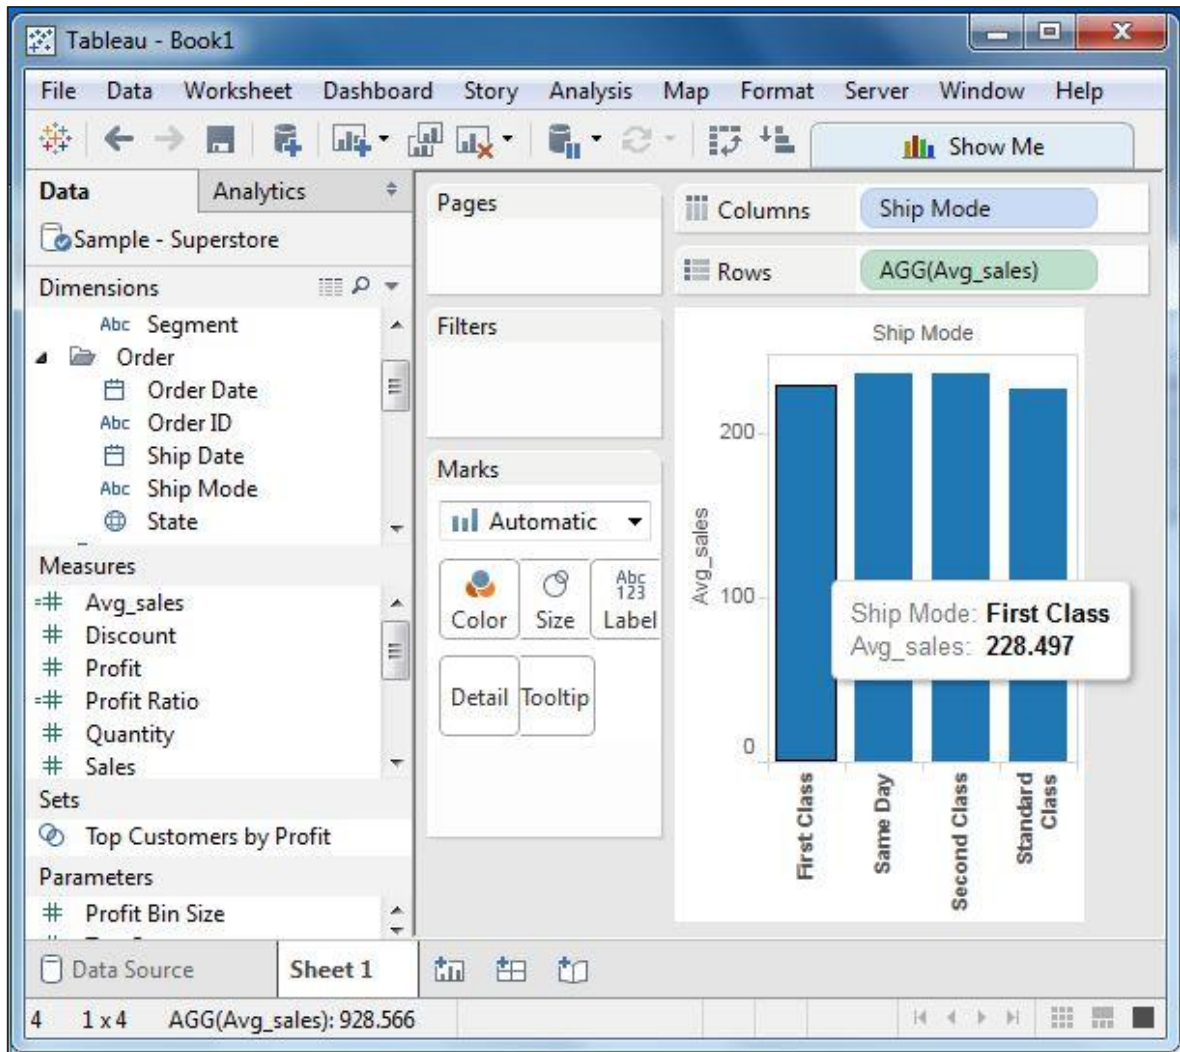 Tableau - Book1
File Data Worksheet Dashboard Story Analysis Map Format Server Window Help
Show Me
Data Analytics
Sample - Superstore
Dimensions
Abc Segment
Order
Order Date
Abc Order ID
Ship Date
Abc Ship Mode
State
Measures
=# Avg_sales
# Discount
# Profit
=# Profit Ratio
# Quantity
# Sales
Sets
Top Customers by Profit
Parameters
# Profit Bin Size
Pages
Filters
Marks
Automatic
Color Size Abc 123 Label
Detail Tooltip
Columns Ship Mode
Rows AGG(Avg_sales)
Ship Mode
Avg_sales
200
100
0
Ship Mode: First Class
Avg_sales: 228.497
First Class
Same Day
Second Class
Standard
Class
Data Source Sheet 1
4 1 x 4 AGG(Avg_sales): 928.566